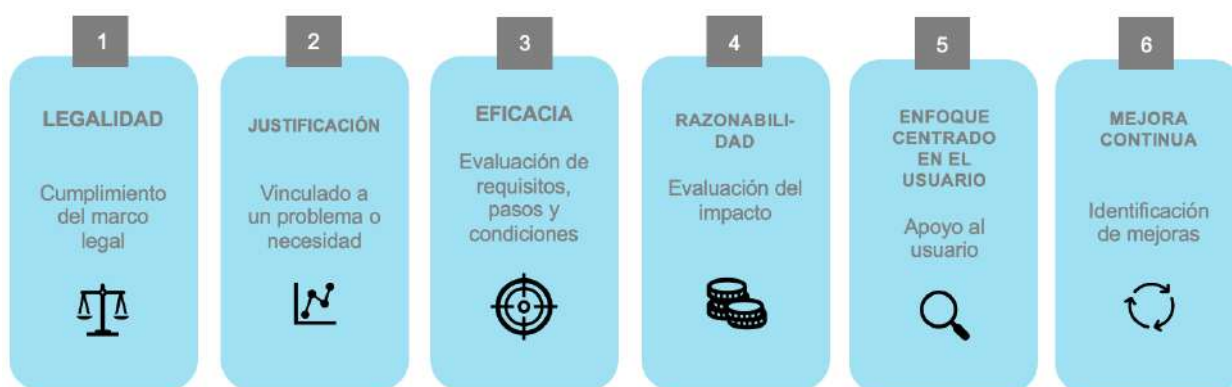 1
LEGALIDAD
Cumplimiento
del marco
legal
2
JUSTIFICACIÓN
Vinculado a
un problema o
necesidad
3
EFICACIA
Evaluación de
requisitos,
pasos y
condiciones
4
RAZONABILI-
DAD
Evaluación del
impacto
5
ENFOQUE
CENTRADO
EN EL
USUARIO
Apoyo al
usuario
6
MEJORA
CONTINUA
Identificación
de mejoras